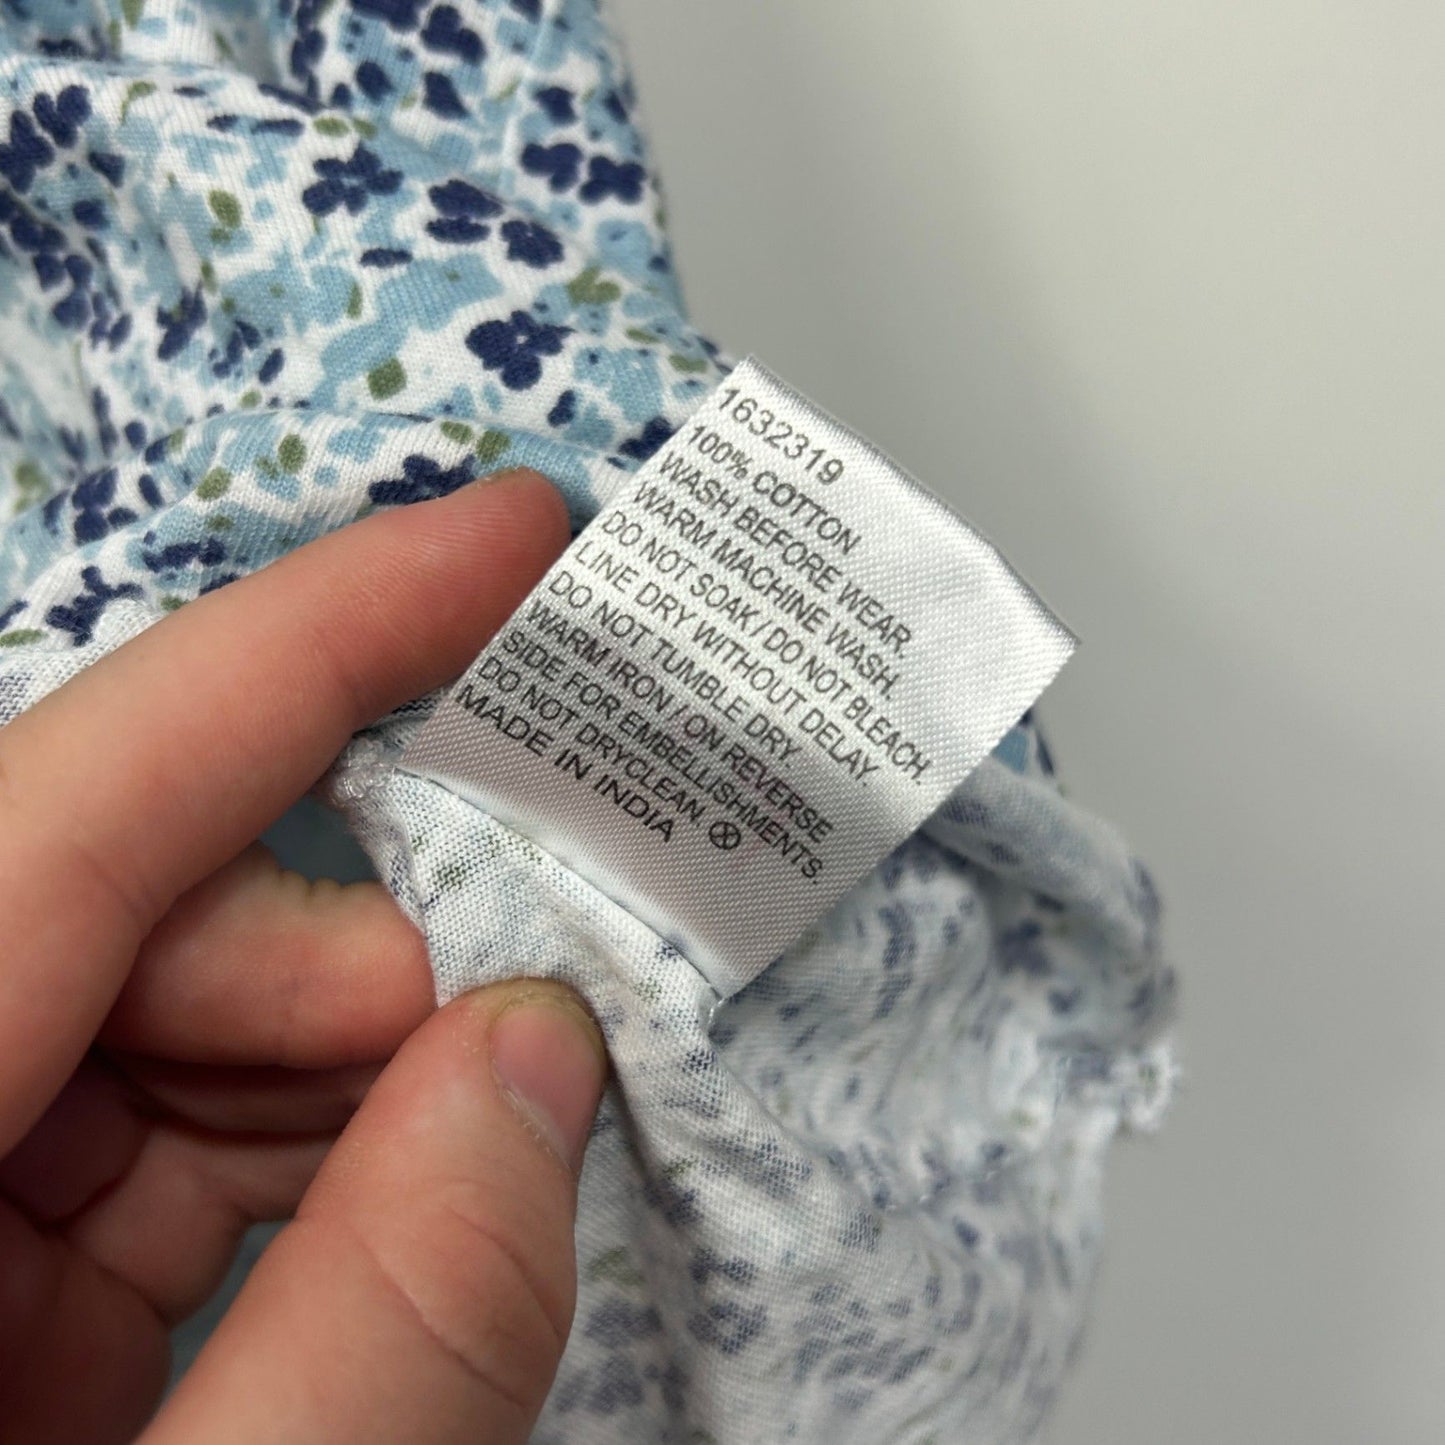 1632319
100% COTTON
WASH BEFORE WEAR,
WARM MACHINE WASH.
DO NOT SOAK / DO NOT BLEACH.
LINE DRY WITHOUT DELAY.
DO NOT TUMBLE DRY.
WARM IRON / ON REVERSE
SIDE FOR EMBELLISHMENTS.
DO NOT DRYCLEAN.
MADE IN INDIA